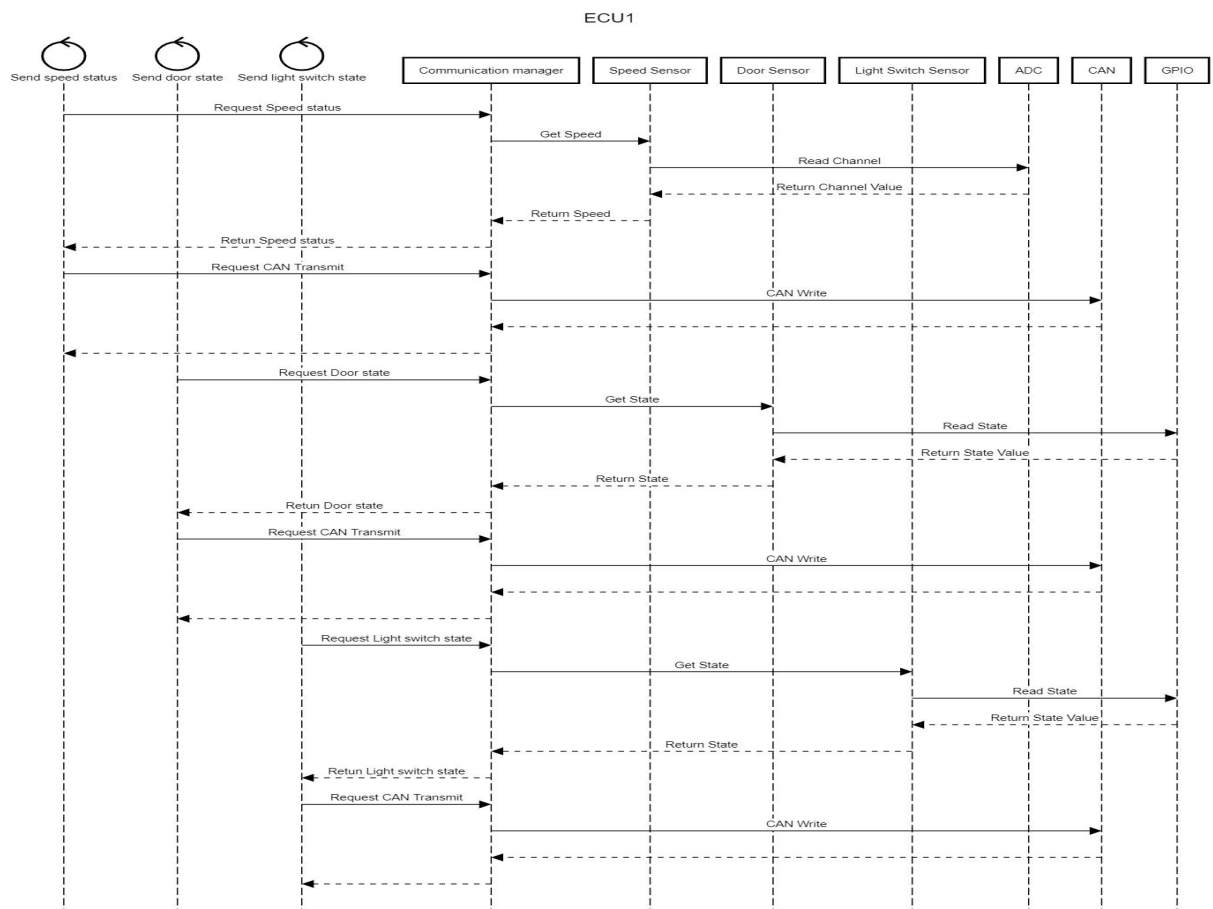 ECU1
Send speed status
Send door state
Send light switch state
Communication manager
Speed Sensor
Door Sensor
Light Switch Sensor
ADC
CAN
GPIO
Request Speed status
Get Speed
Read Channel
Return Channel Value
Return Speed
Retun Speed status
Request CAN Transmit
CAN Write
Request Door state
Get State
Read State
Return State Value
Return State
Retun Door state
Request CAN Transmit
CAN Write
Request Light switch state
Get State
Read State
Return State Value
Return State
Retun Light switch state
Request CAN Transmit
CAN Write